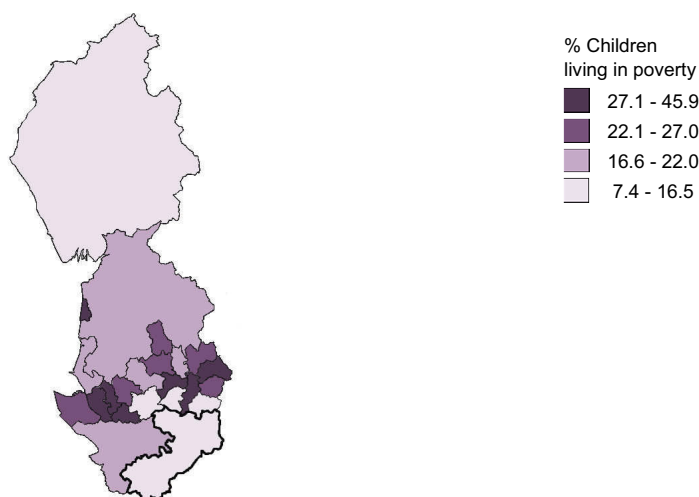 % Children
living in poverty
27.1 - 45.9
22.1 - 27.0
16.6 - 22.0
7.4 - 16.5